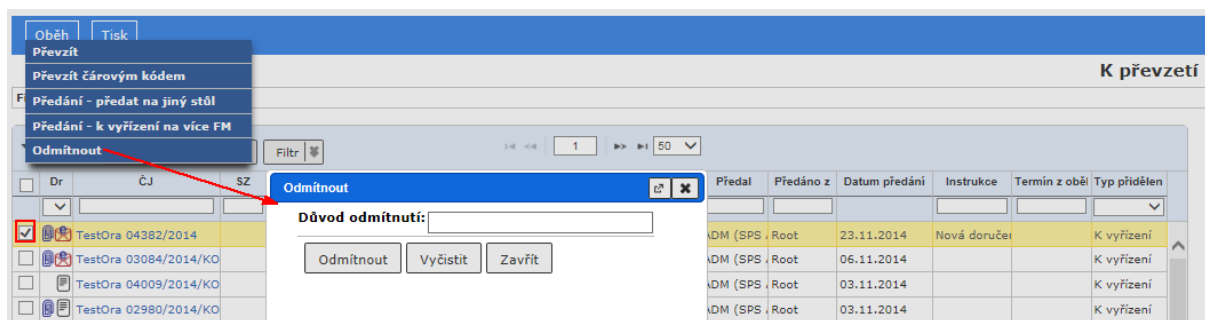 Oběh Tisk
Převzít
Převzít čárovým kódem
K převzetí
Předání - předat na jiný stůl
Předání - k vyřízení na více FM
Odmítnout
Filtr
1
50
Dr ČJ SZ
Předal Předáno z Datum předání Instrukce Termín z oběl Typ přidělen
Odmítnout
Důvod odmítnutí:
Odmítnout Vyčistit Zavřít
TestOra 04382/2014 ADM (SPS Root 23.11.2014 Nová doručer K vyřízení
TestOra 03084/2014/KO ADM (SPS Root 06.11.2014 K vyřízení
TestOra 04009/2014/KO ADM (SPS Root 03.11.2014 K vyřízení
TestOra 02980/2014/KO ADM (SPS Root 03.11.2014 K vyřízení